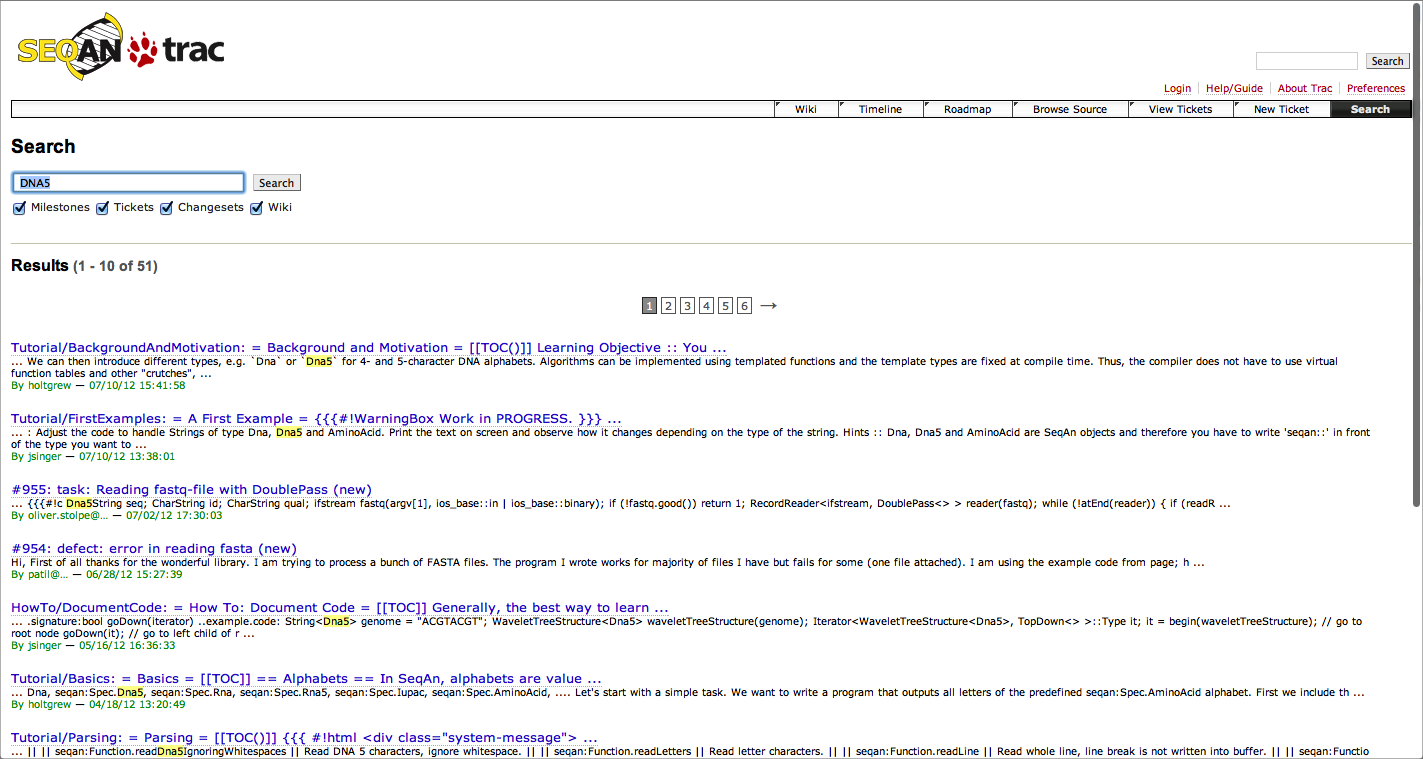 SEQAN trac
Search
Login Help/Guide About Trac Preferences
Wiki Timeline Roadmap Browse Source View Tickets New Ticket Search
Search
DNA5 Search
Milestones Tickets Changesets Wiki
Results (1 - 10 of 51)
1 2 3 4 5 6 →
Tutorial/BackgroundAndMotivation: = Background and Motivation = [[TOC()]] Learning Objective :: You ...
... We can then introduce different types, e.g. `Dna` or `Dna5` for 4- and 5-character DNA alphabets. Algorithms can be implemented using templated functions and the template types are fixed at compile time. Thus, the compiler does not have to use virtual
function tables and other "crutches", ...
By holtgrew — 07/10/12 15:41:58
Tutorial/FirstExamples: = A First Example = {{{#!WarningBox Work in PROGRESS. }}} ...
... : Adjust the code to handle Strings of type Dna, Dna5 and AminoAcid. Print the text on screen and observe how it changes depending on the type of the string. Hints :: Dna, Dna5 and AminoAcid are SeqAn objects and therefore you have to write 'seqan::' in front
of the type you want to ...
By jsinger — 07/10/12 13:38:01
#955: task: Reading fastq-file with DoublePass (new)
... {{{#!c Dna5String seq; CharString id; CharString qual; ifstream fastq(argv[1], ios_base::in | ios_base::binary); if (!fastq.good()) return 1; RecordReader<ifstream, DoublePass<> > reader(fastq); while (!atEnd(reader)) { if (readR ...
By oliver.stolpe@... — 07/02/12 17:30:03
#954: defect: error in reading fasta (new)
Hi, First of all thanks for the wonderful library. I am trying to process a bunch of FASTA files. The program I wrote works for majority of files I have but fails for some (one file attached). I am using the example code from page; h ...
By patil@... — 06/28/12 15:27:39
HowTo/DocumentCode: = How To: Document Code = [[TOC]] Generally, the best way to learn ...
... .signature:bool goDown(iterator) ..example.code: String<Dna5> genome = "ACGTACGT"; WaveletTreeStructure<Dna5> waveletTreeStructure(genome); Iterator<WaveletTreeStructure<Dna5>, TopDown<> >::Type it; it = begin(waveletTreeStructure); // go to
root node goDown(it); // go to left child of r ...
By jsinger — 05/16/12 16:36:33
Tutorial/Basics: = Basics = [[TOC]] == Alphabets == In SeqAn, alphabets are value ...
... Dna, seqan:Spec.Dna5, seqan:Spec.Rna, seqan:Spec.Rna5, seqan:Spec.Iupac, seqan:Spec.AminoAcid, .... Let's start with a simple task. We want to write a program that outputs all letters of the predefined seqan:Spec.AminoAcid alphabet. First we include th ...
By holtgrew — 04/18/12 13:20:49
Tutorial/Parsing: = Parsing = [[TOC()]] {{{ #!html <div class="system-message"> ...
... || || seqan:Function.readDna5IgnoringWhitespaces || Read DNA 5 characters, ignore whitespace. || || seqan:Function.readLetters || Read letter characters. || || seqan:Function.readLine || Read whole line, line break is not written into buffer. || || seqan:Functio